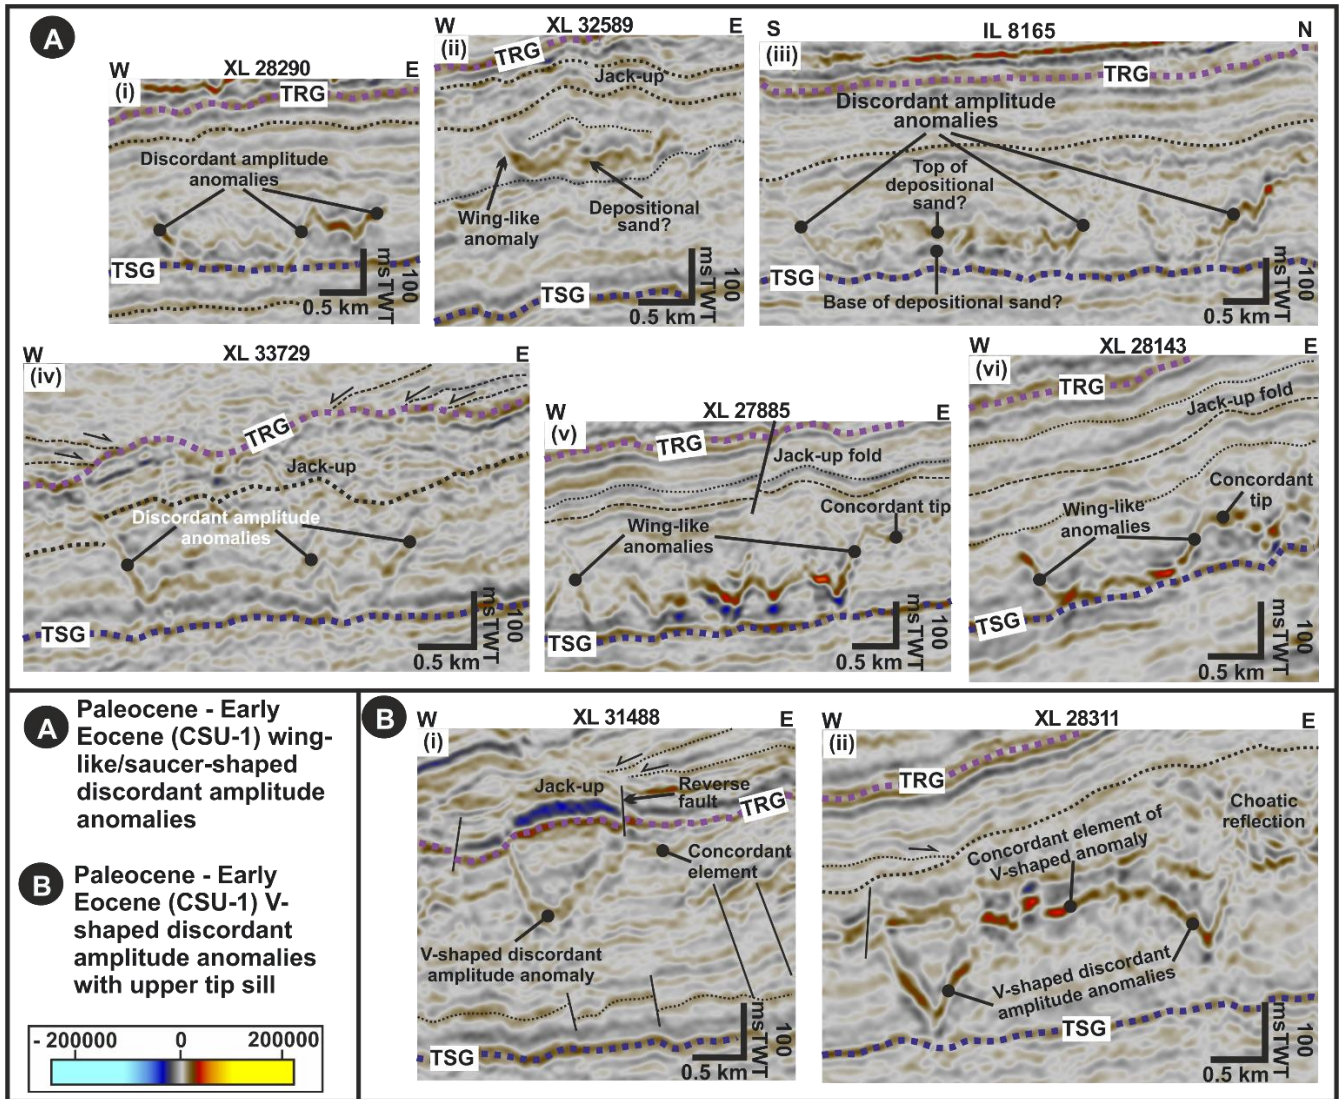 A
W XL 28290 E
(i)
TRG
Discordant amplitude
anomalies
TSG
0.5 km
100
msTWT
W XL 32589 E
(ii)
TRG
Jack-up
Wing-like
anomaly
Depositional
sand?
TSG
0.5 km
100
msTWT
S IL 8165 N
(iii)
TRG
Discordant amplitude
anomalies
Top of
depositional
sand?
TSG
Base of depositional sand?
0.5 km
100
msTWT
W XL 33729 E
(iv)
TRG
Jack-up
Discordant amplitude
anomalies
TSG
0.5 km
100
msTWT
W XL 27885 E
(v)
TRG
Jack-up fold
Concordant tip
Wing-like
anomalies
TSG
0.5 km
100
msTWT
W XL 28143 E
(vi)
TRG
Jack-up fold
Concordant
tip
Wing-like
anomalies
TSG
0.5 km
100
msTWT
A Paleocene - Early
Eocene (CSU-1) wing-
like/saucer-shaped
discordant amplitude
anomalies
B Paleocene - Early
Eocene (CSU-1) V-
shaped discordant
amplitude anomalies
with upper tip sill
- 200000 0 200000
B
W XL 31488 E
(i)
Jack-up
Reverse
fault
TRG
Concordant
element
V-shaped discordant
amplitude anomaly
TSG
0.5 km
100
msTWT
W XL 28311 E
(ii)
TRG
Choatic
reflection
Concordant element of
V-shaped anomaly
V-shaped discordant
amplitude anomalies
TSG
0.5 km
100
msTWT